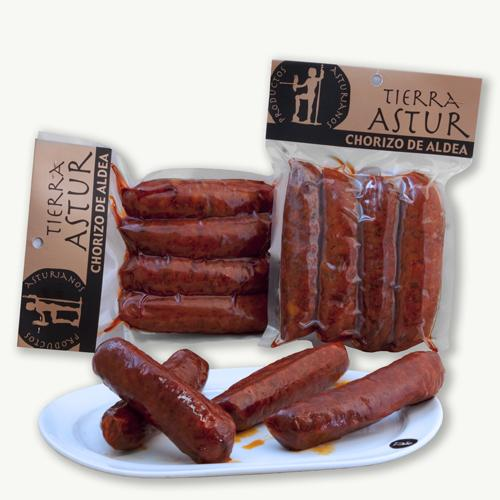 TIERRA
ASTUR
CHORIZO DE ALDEA
PRODUCTOS ASTURIANOS
TIERRA
ASTUR
CHORIZO DE ALDEA
ASTURIANOS
PRODUCTOS